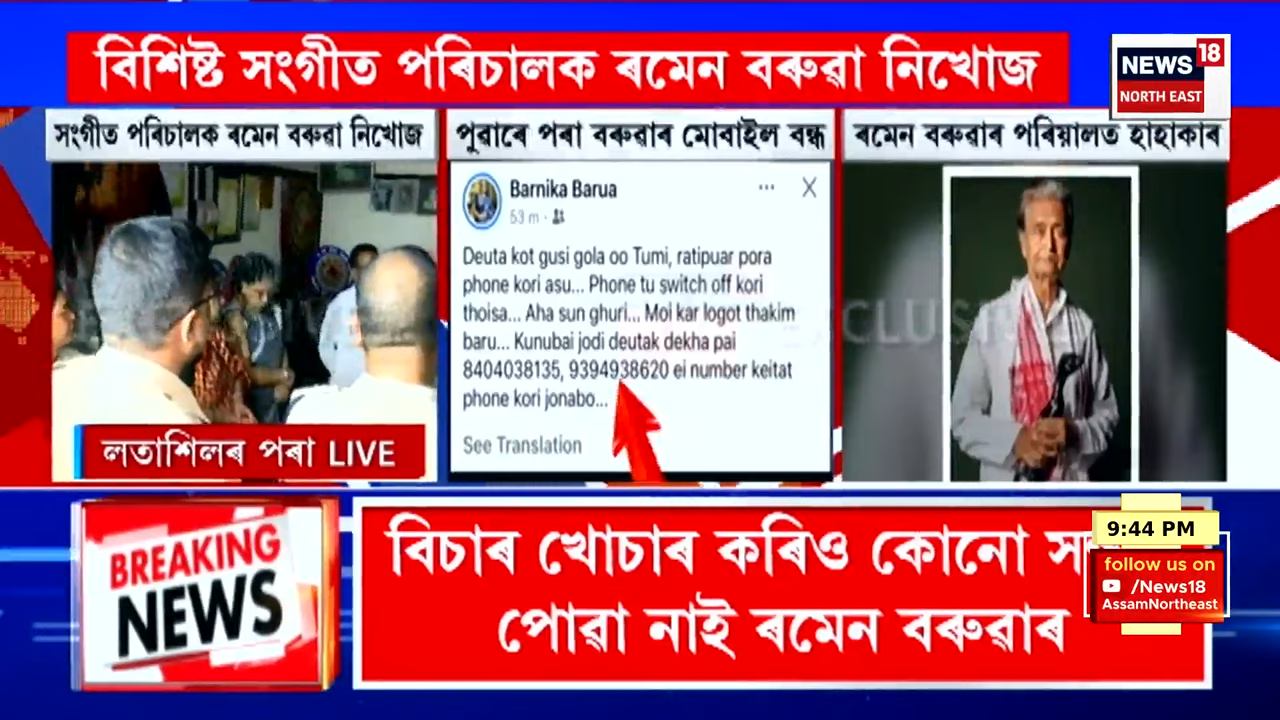 বিশিষ্ট সংগীত পৰিচালক ৰমেন বৰুৱা নিখোজ
NEWS 18
NORTH EAST
সংগীত পৰিচালক ৰমেন বৰুৱা নিখোজ
পুৱাৰে পৰা বৰুৱাৰ মোবাইল বন্ধ
ৰমেন বৰুৱাৰ পৰিয়ালত হাহাকাৰ
Barnika Barua
53 m
Deuta kot gusi gola oo Tumi, ratipuar pora
phone kori asu... Phone tu switch off kori
thoisa... Aha sun ghuri... Moi kar logot thakim
baru... Kunubai jodi deutak dekha pai
8404038135, 9394938620 ei number keitat
phone kori jonabo...
See Translation
লতাশিলৰ পৰা LIVE
BREAKING
NEWS
বিচাৰ খোচাৰ কৰিও কোনো
পোৱা নাই ৰমেন বৰুৱাৰ
9:44 PM
follow us on
/News18
AssamNortheast